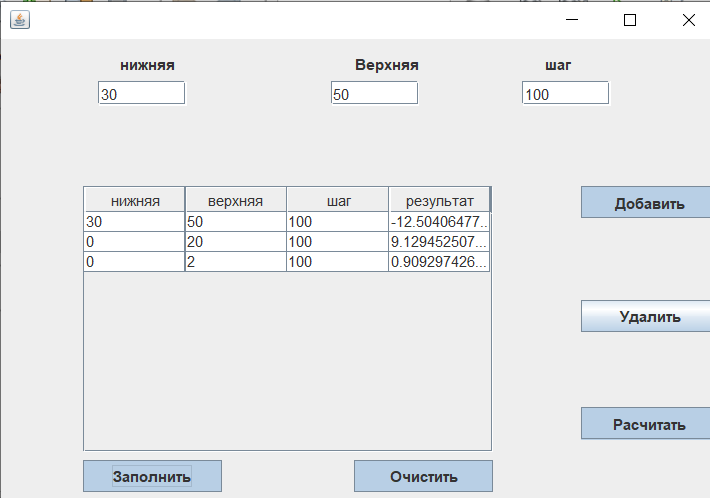 нижняя Верхняя шаг
30 50 100
нижняя верхняя шаг результат
30 50 100 -12.50406477...
0 20 100 9.129452507...
0 2 100 0.909297426...
Добавить
Удалить
Расчитать
Заполнить Очистить